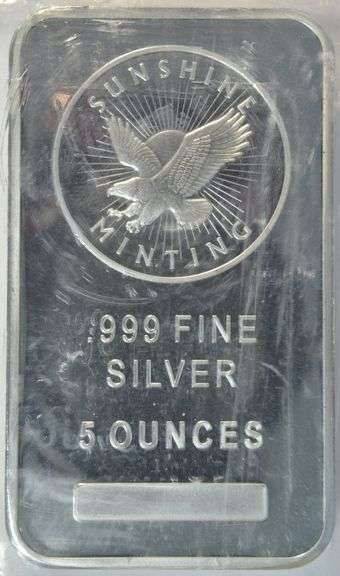 SUNSHINE
MINTING
.999 FINE
SILVER
5 OUNCES